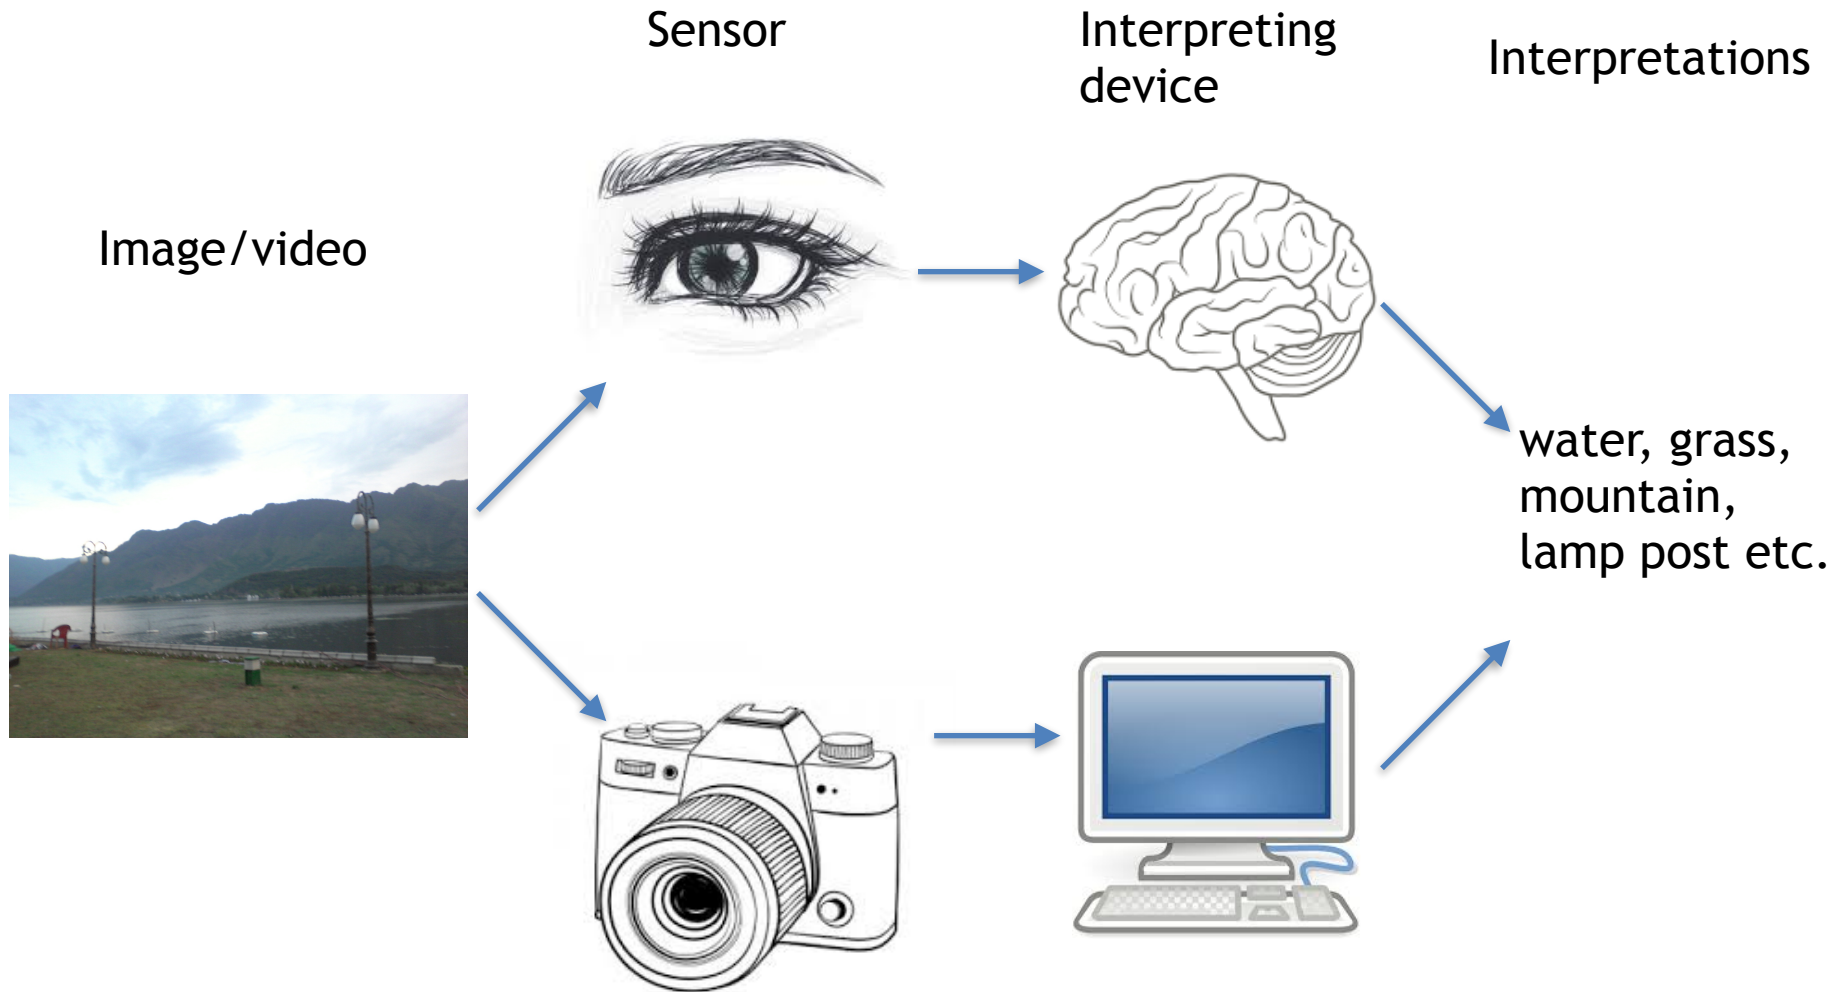 Sensor
Interpreting
device
Interpretations
Image/video
water, grass,
mountain,
lamp post etc.